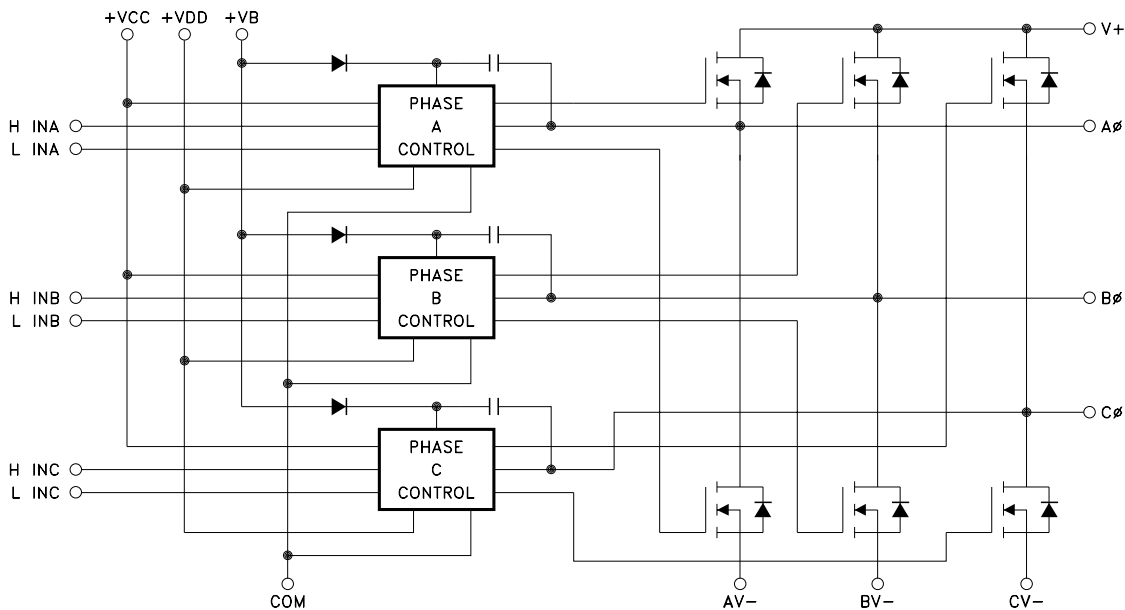 +VCC +VDD +VB
V+
PHASE
A
CONTROL
H INA
L INA
AØ
PHASE
B
CONTROL
H INB
L INB
BØ
CØ
PHASE
C
CONTROL
H INC
L INC
COM
AV-
BV-
CV-